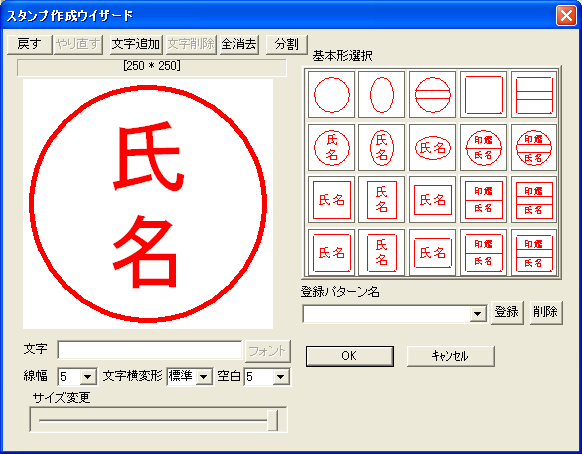 スタンプ作成ウイザード
戻す やり直す 文字追加 文字削除 全消去 分割
[250 * 250]
氏
名
基本形選択
氏
名
氏
名
氏名
印鑑
氏名
印鑑
氏名
氏名
氏
名
氏名
印鑑
氏名
印鑑
氏名
氏名
氏
名
氏名
印鑑
氏名
印鑑
氏名
登録パターン名
登録 削除
文字 フォント
線幅 5 文字横変形 標準 空白 5
サイズ変更
OK キャンセル